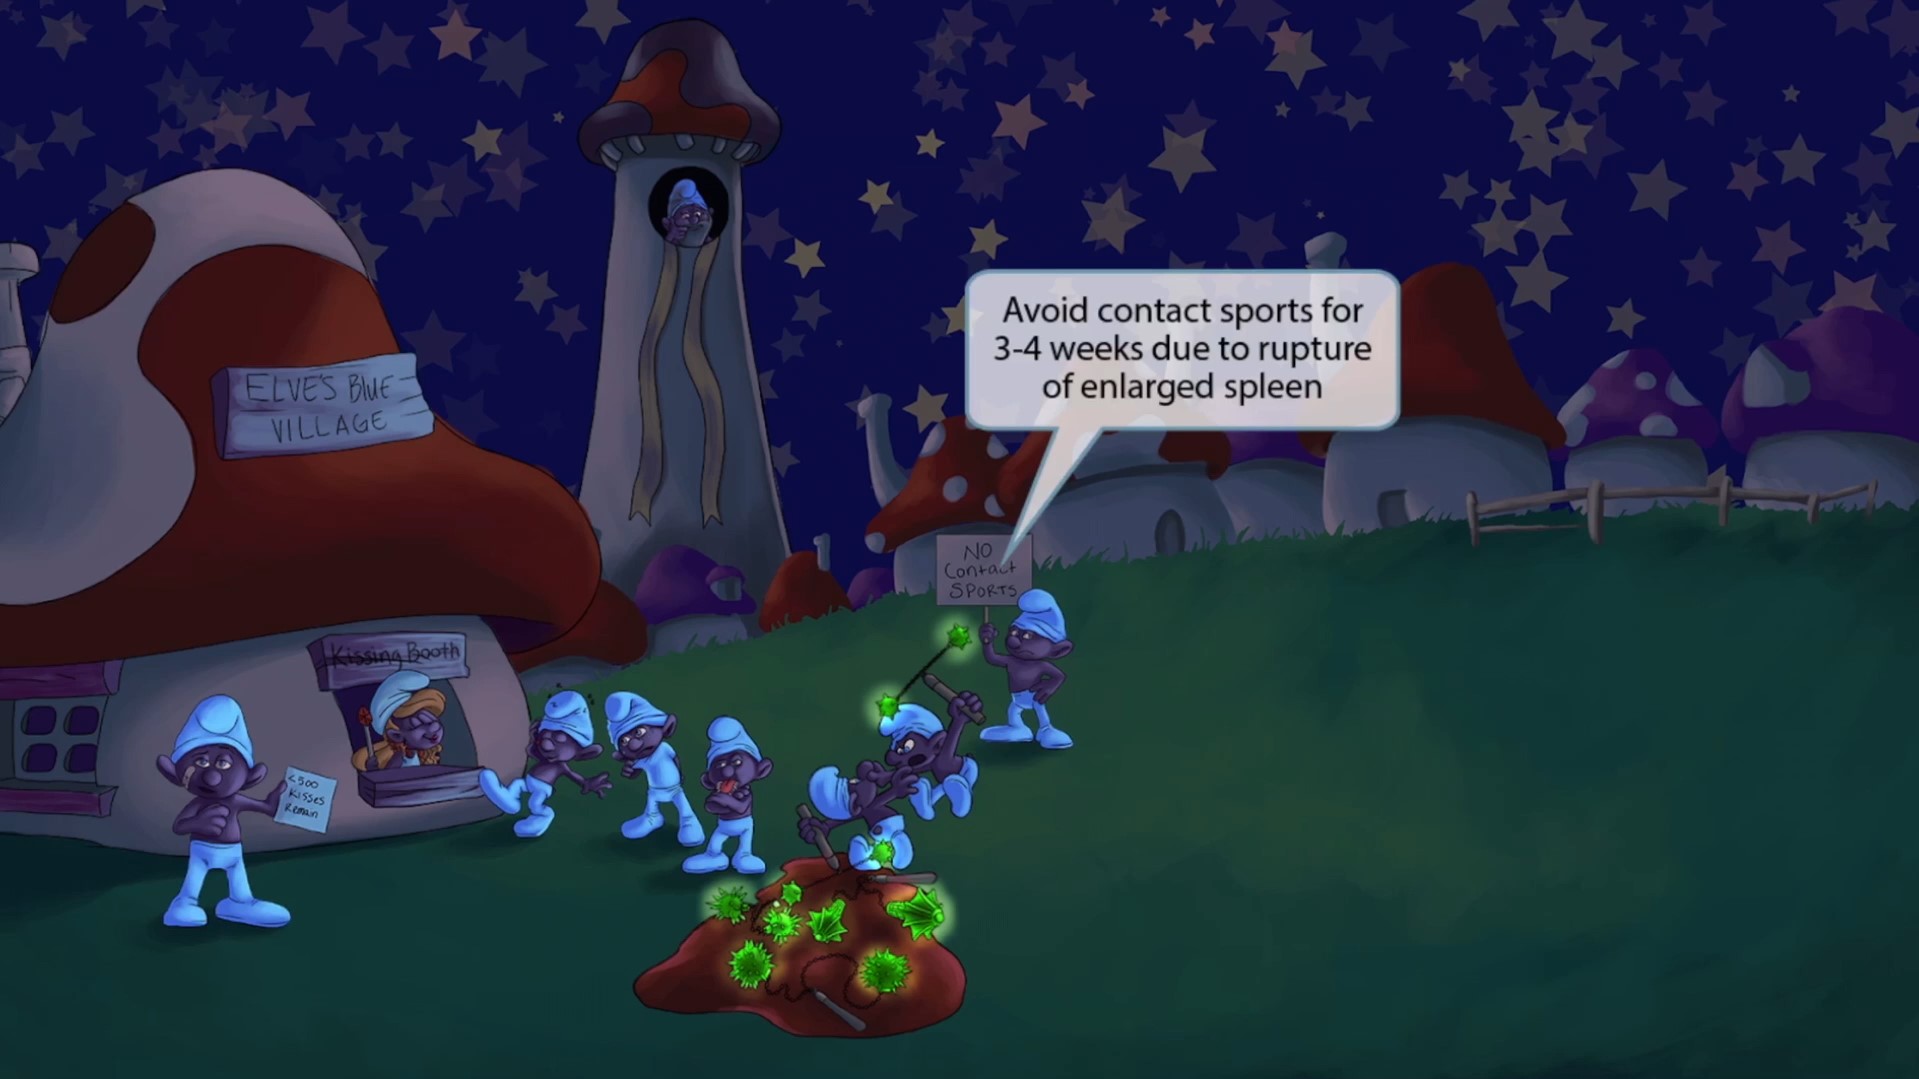 ELVE'S BLUE
VILLAGE
Avoid contact sports for
3-4 weeks due to rupture
of enlarged spleen
NO
Contact
SPORTS
Kissing Booth
<500
Kisses
Remain